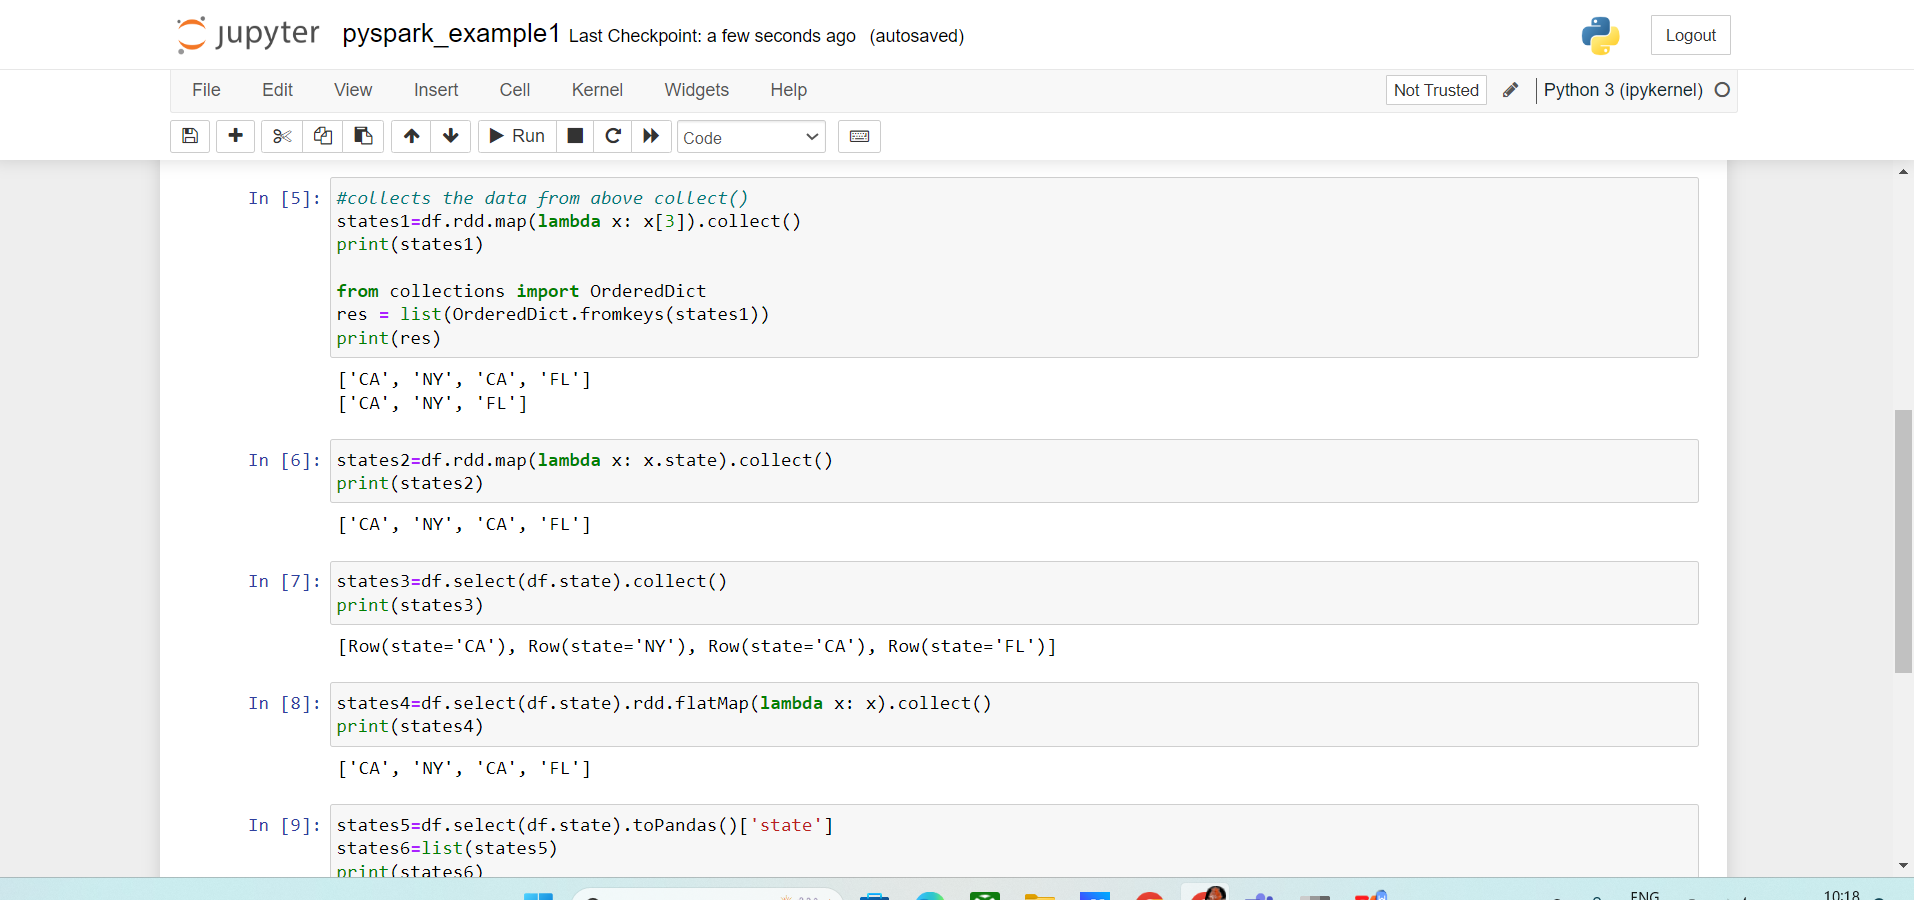 jupyter pyspark_example1 Last Checkpoint: a few seconds ago (autosaved)
Logout
File Edit View Insert Cell Kernel Widgets Help
Not Trusted
Python 3 (ipykernel)
Run
Code
In [5]: #collects the data from above collect()
states1=df.rdd.map(lambda x: x[3]).collect()
print(states1)
from collections import OrderedDict
res = list(OrderedDict.fromkeys(states1))
print(res)
['CA', 'NY', 'CA', 'FL']
['CA', 'NY', 'FL']
In [6]: states2=df.rdd.map(lambda x: x.state).collect()
print(states2)
['CA', 'NY', 'CA', 'FL']
In [7]: states3=df.select(df.state).collect()
print(states3)
[Row(state='CA'), Row(state='NY'), Row(state='CA'), Row(state='FL')]
In [8]: states4=df.select(df.state).rdd.flatMap(lambda x: x).collect()
print(states4)
['CA', 'NY', 'CA', 'FL']
In [9]: states5=df.select(df.state).toPandas()['state']
states6=list(states5)
print(states6)
ENG
10:18